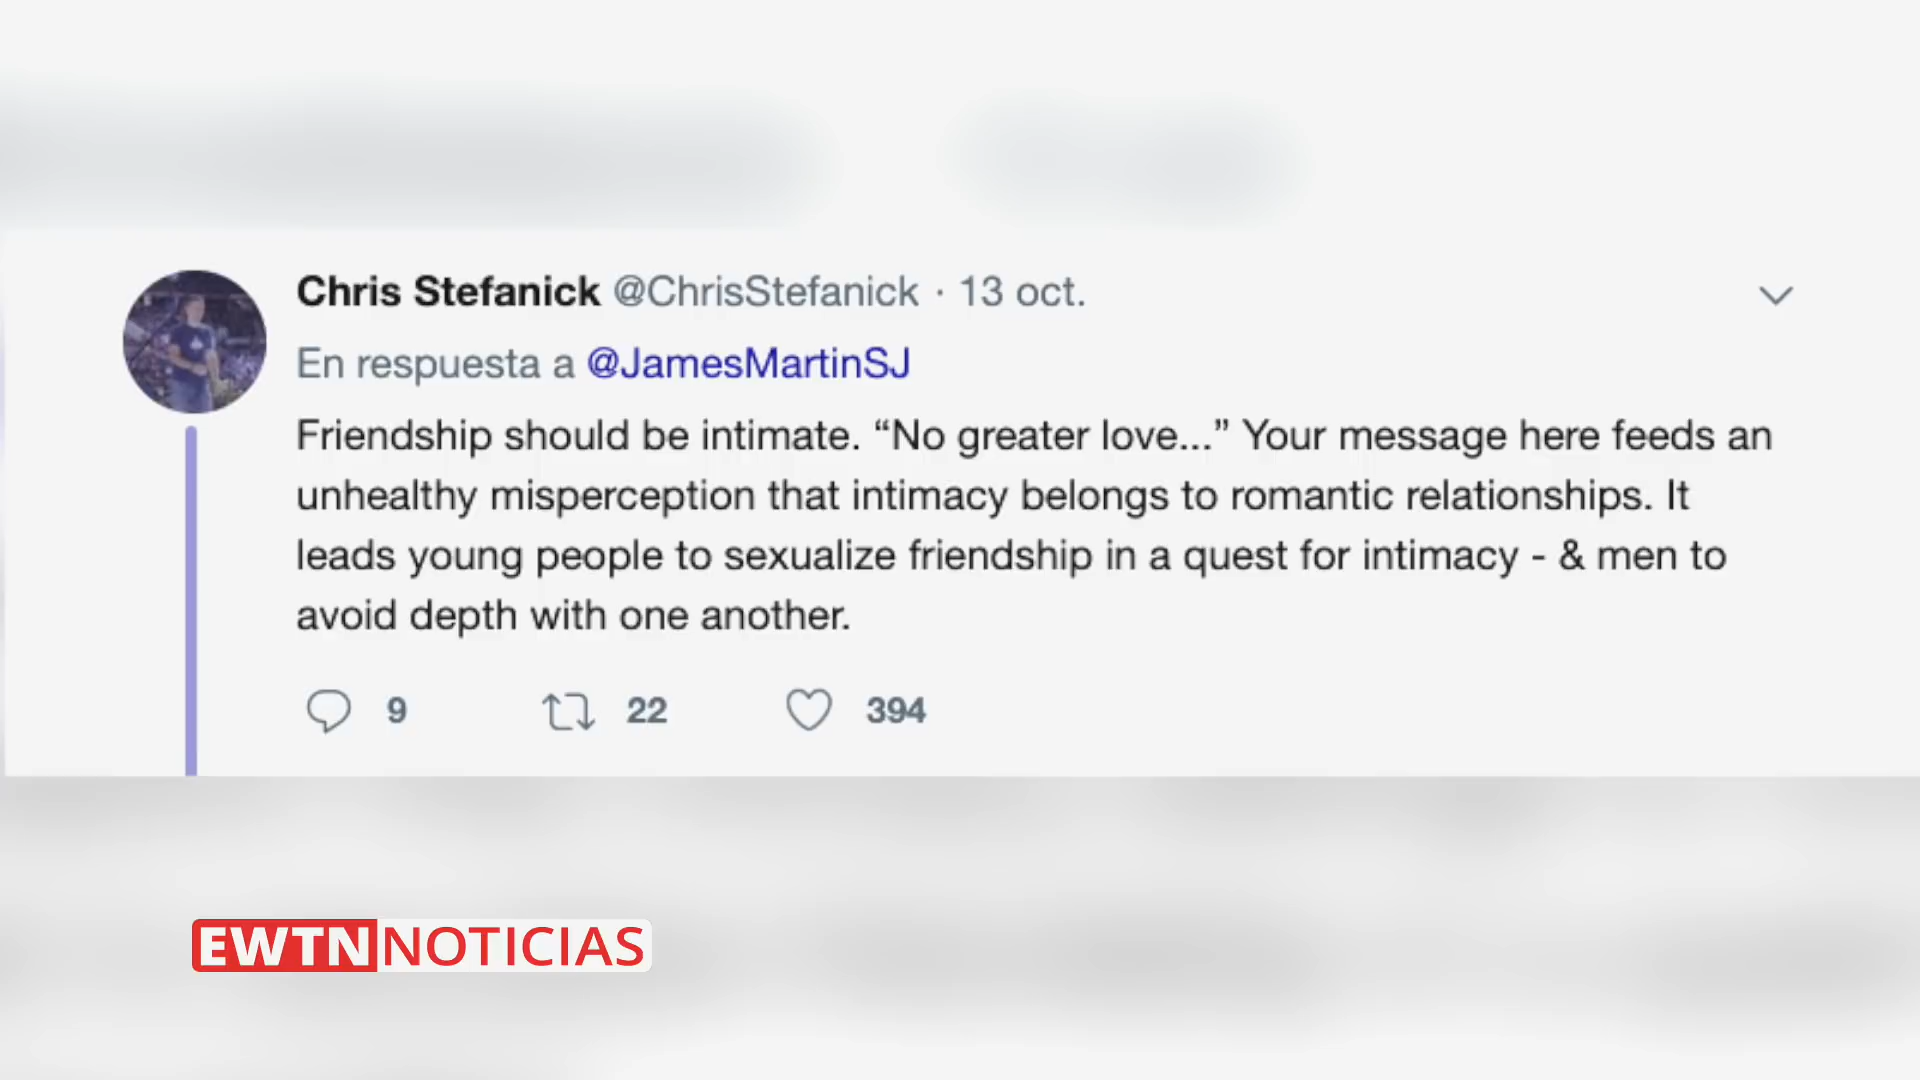 Chris Stefanick @ChrisStefanick · 13 oct.
En respuesta a @JamesMartinSJ
Friendship should be intimate. “No greater love...” Your message here feeds an
unhealthy misperception that intimacy belongs to romantic relationships. It
leads young people to sexualize friendship in a quest for intimacy - & men to
avoid depth with one another.
9 22 394
EWTN NOTICIAS